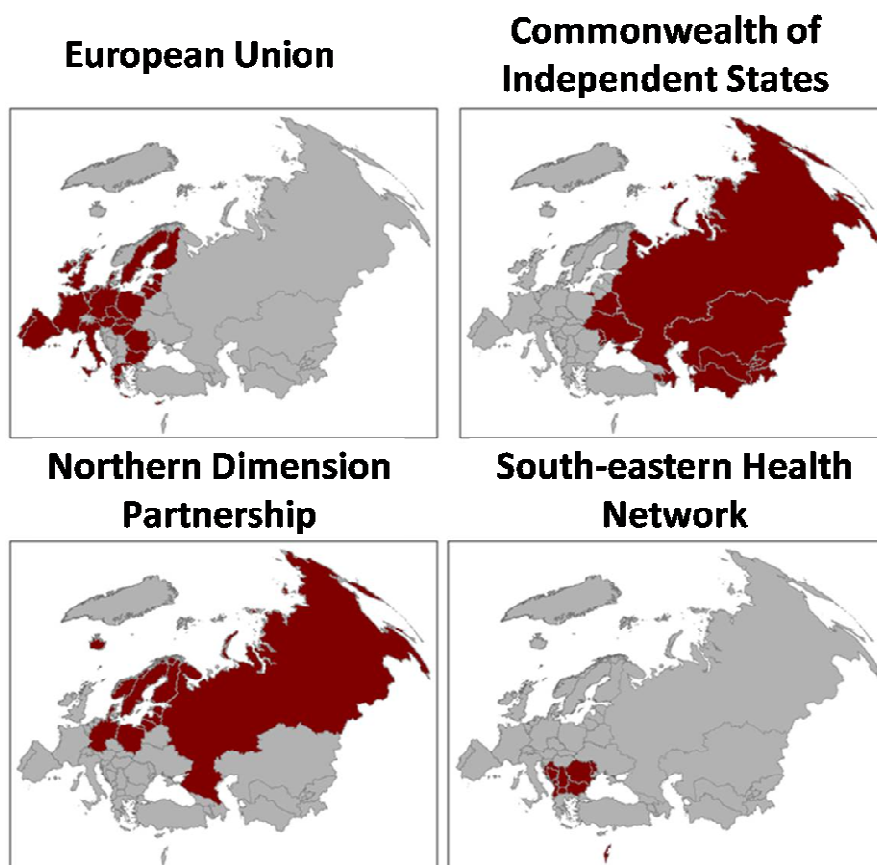 European Union
Commonwealth of
Independent States
Northern Dimension
Partnership
South-eastern Health
Network